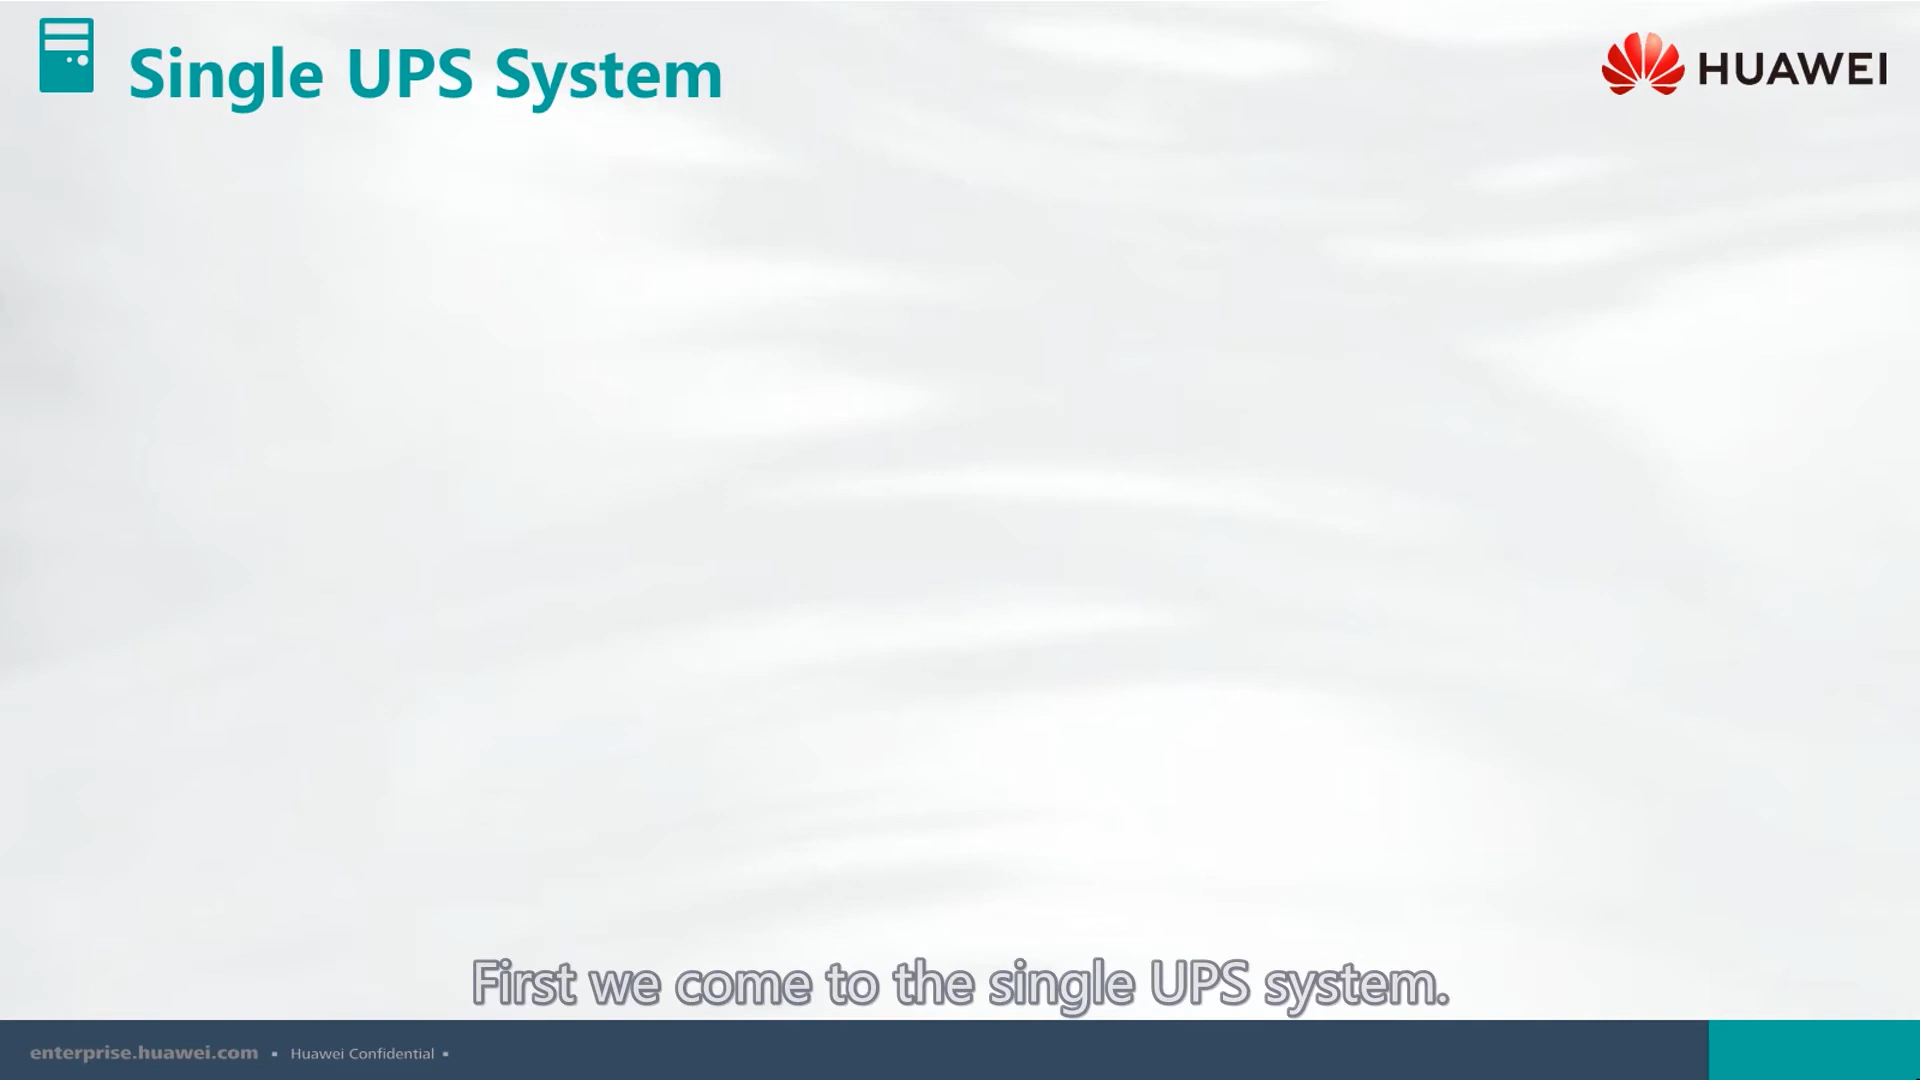 Single UPS System
HUAWEI
First we come to the single UPS system.
enterprise.huawei.com ▪ Huawei Confidential ▪